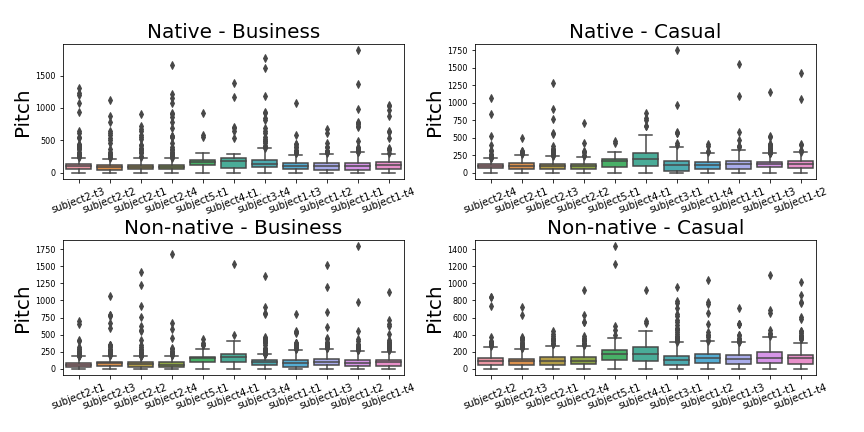 Native - Business
Pitch
1500
1000
500
0
subject2-t3 subject2-t2 subject2-t1 subject2-t4 subject5-t1 subject4-t1. subject3-t4 subject1-t3 subject1-t2 subject1-t1 subject1-t4
Native - Casual
1750
1500
1250
1000
750
500
250
0
subject2-t4 subject2-t1 subject2-t3 subject2-t2 subject5-t1 subject4-t1 subject3-t1 subject1-t4 subject1-t1 subject1-t3 subject1-t2
Non-native - Business
Pitch
1750
1500
1250
1000
750
500
250
0
subject2-t1 subject2-t3 subject2-t2 subject2-t4 subject5-t1 subject4-t1 subject3-t4 subject1-t1 subject1-t3 subject1-t2 subject1-t4
Non-native - Casual
Pitch
1400
1200
1000
800
600
400
200
0
subject2-t2 subject2-t3 subject2-t1 subject2-t4 subject5-t1 subject4-t1 subject3-t1 subject1-t2 subject1-t3 subject1-t1 subject1-t4